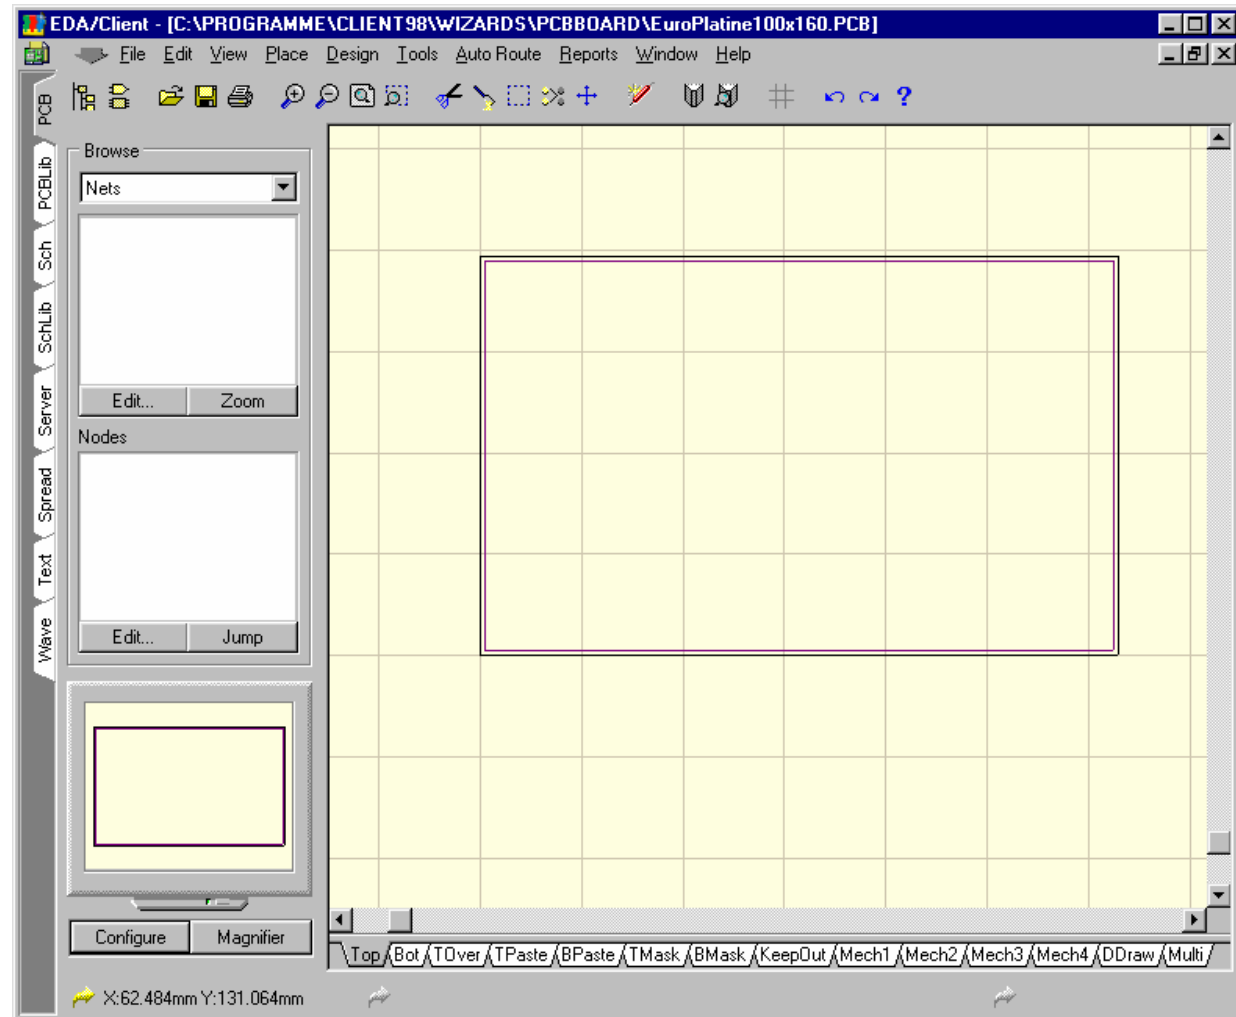 EDA/Client - [C:\PROGRAMME\CLIENT98\WIZARDS\PCBBOARD\EuroPlatine100x160.PCB]
File Edit View Place Design Tools Auto Route Reports Window Help
?
PCB
PCBLib
Sch
SchLib
Server
Spread
Text
Wave
Browse
Nets
Edit... Zoom
Nodes
Edit... Jump
Configure Magnifier
Top Bot TOver TPaste BPaste TMask BMask KeepOut Mech1 Mech2 Mech3 Mech4 DDraw Multi
X:62.484mm Y:131.064mm